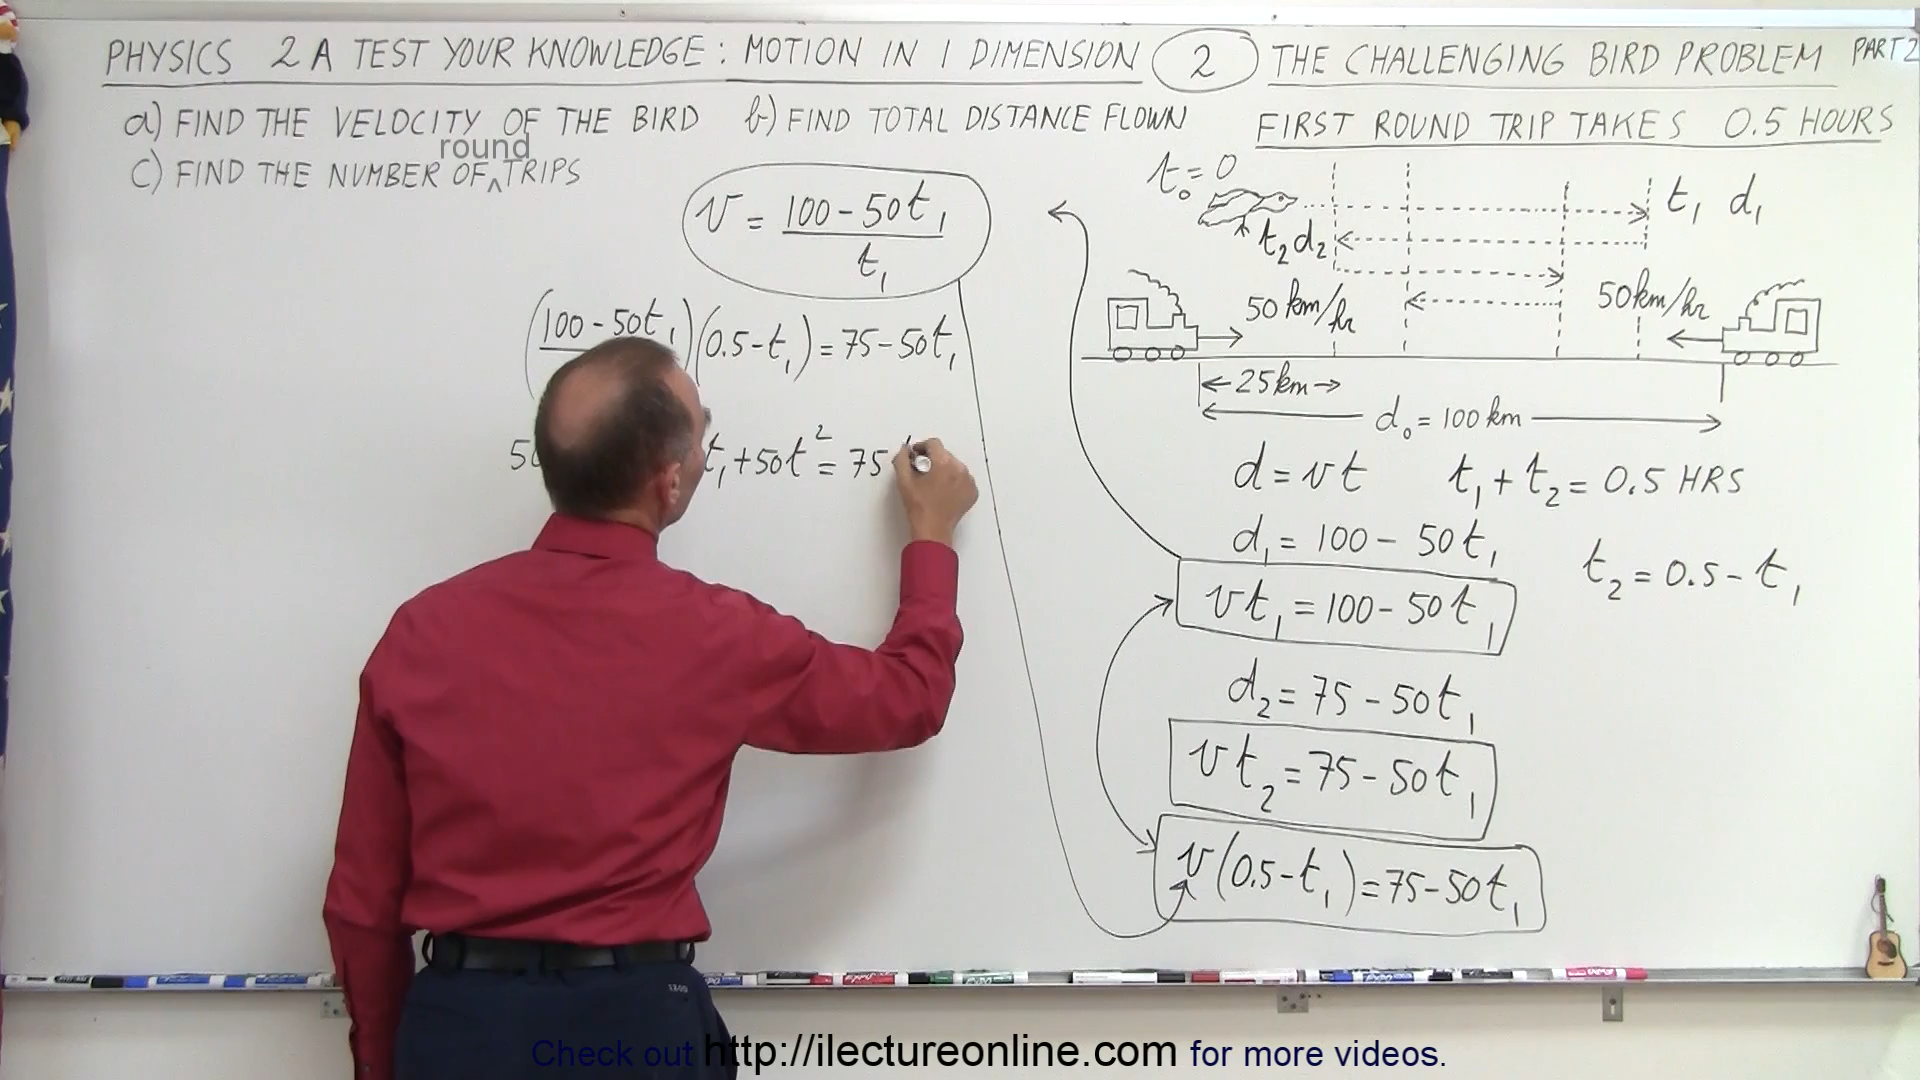 PHYSICS 2A TEST YOUR KNOWLEDGE: MOTION IN 1 DIMENSION 2 THE CHALLENGING BIRD PROBLEM PART 2
a) FIND THE VELOCITY OF THE BIRD b) FIND TOTAL DISTANCE FLOWN
round
c) FIND THE NUMBER OF ^ TRIPS
v = (100 - 50t₁) / t₁
(100 - 50t₁ )(0.5 - t₁) = 75 - 50t₁
t₁ + 50t² = 75
FIRST ROUND TRIP TAKES 0.5 HOURS
t₀ = 0
t₁ d₁
t₂ d₂
50 km/hr
50 km/hr
25 km
d₀ = 100 km
d = vt t₁ + t₂ = 0.5 HRS
d₁ = 100 - 50t₁
t₂ = 0.5 - t₁
vt₁ = 100 - 50t₁
d₂ = 75 - 50t₁
vt₂ = 75 - 50t₁
v(0.5 - t₁) = 75 - 50t₁
Check out http://ilectureonline.com for more videos.